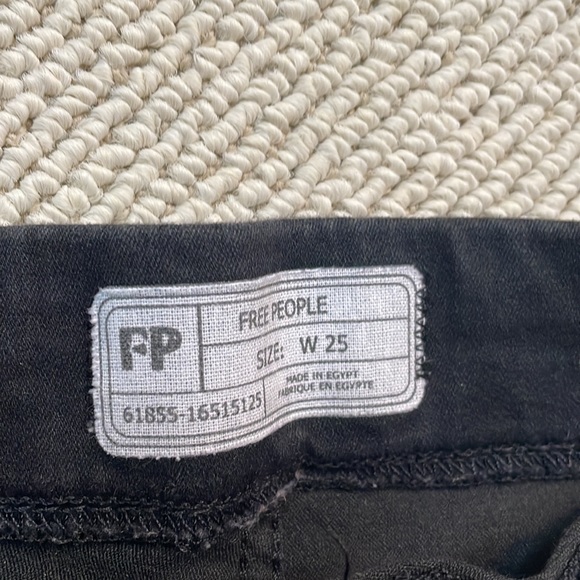 FP
FREE PEOPLE
SIZE: W 25
61855-16515125
MADE IN EGYPT
FABRIQUE EN EGYPTE